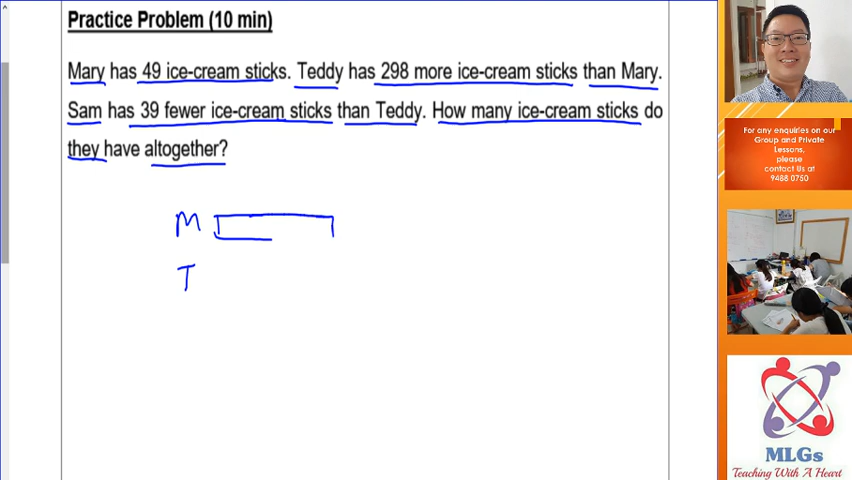 Practice Problem (10 min)
Mary has 49 ice-cream sticks. Teddy has 298 more ice-cream sticks than Mary.
Sam has 39 fewer ice-cream sticks than Teddy. How many ice-cream sticks do
they have altogether?
M
T
For any enquiries on our
Group and Private
Lessons,
please
contact Us at
9488 0750
MLGs
Teaching With A Heart